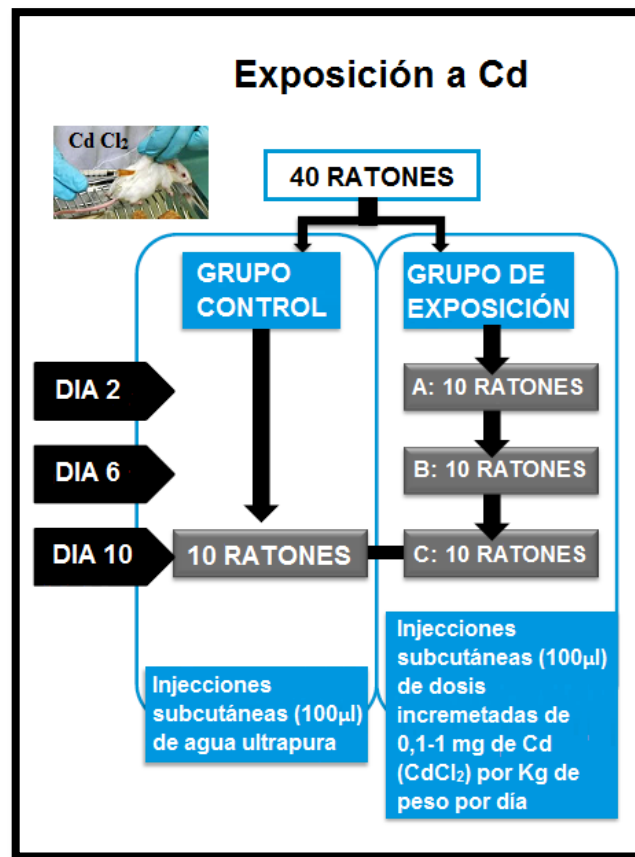 Exposición a Cd
Cd Cl₂
40 RATONES
GRUPO
CONTROL
GRUPO DE
EXPOSICIÓN
DIA 2
A: 10 RATONES
DIA 6
B: 10 RATONES
DIA 10
10 RATONES
C: 10 RATONES
Injecciones
subcutáneas (100µl)
de agua ultrapura
Injecciones
subcutáneas (100µl)
de dosis
incremetadas de
0,1-1 mg de Cd
(CdCl₂) por Kg de
peso por día